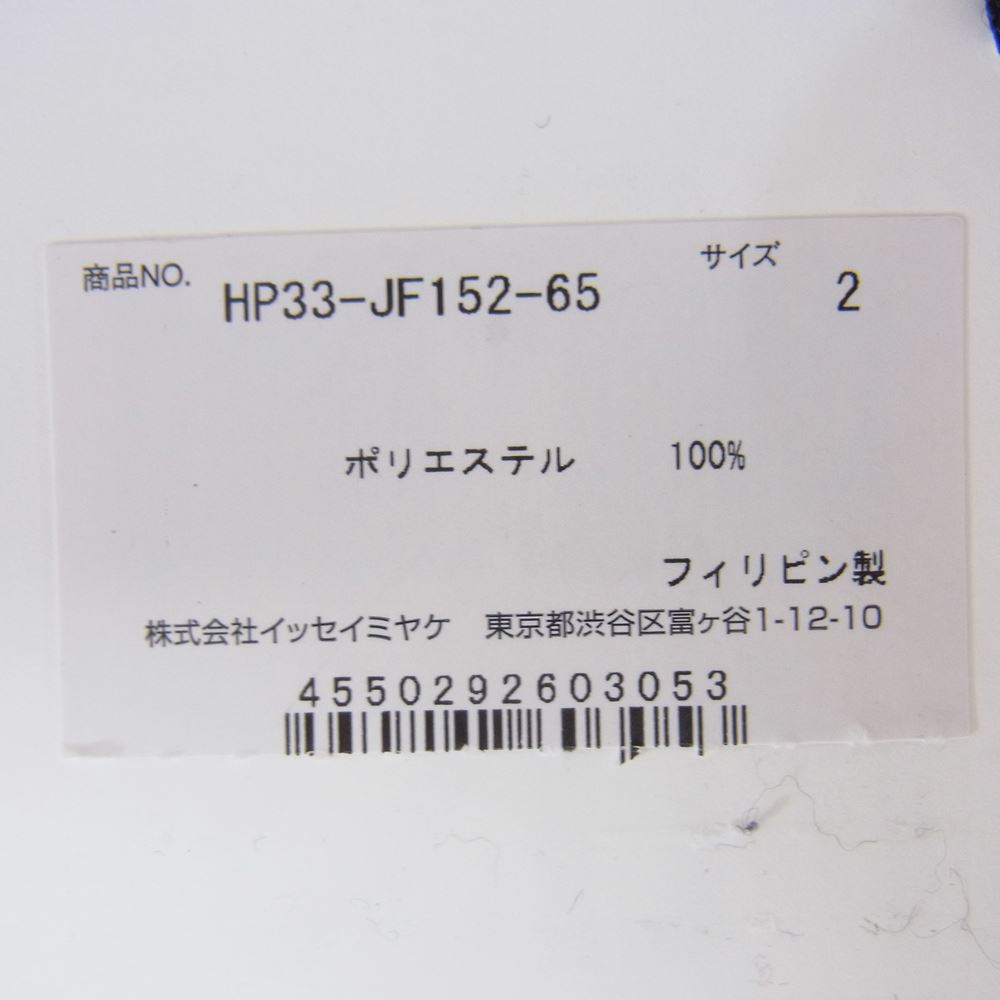 商品NO. HP33-JF152-65 サイズ 2
ポリエステル 100%
フィリピン製
株式会社イッセイミヤケ 東京都渋谷区富ヶ谷1-12-10
4550292603053